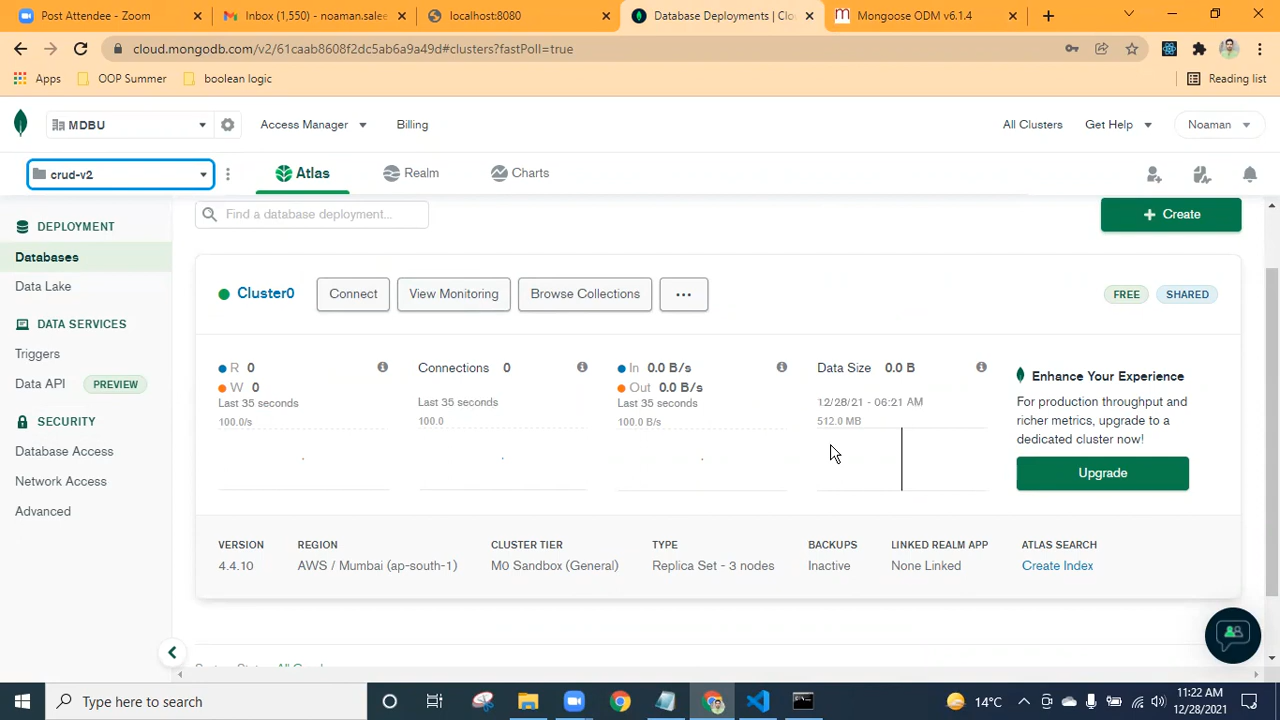 Post Attendee - Zoom
Inbox (1,550) - noaman.sale
localhost:8080
Database Deployments | Clo
Mongoose ODM v6.1.4
cloud.mongodb.com/v2/61caab8608f2dc5ab6a9a49d#clusters?fastPoll=true
Apps
OOP Summer
boolean logic
Reading list
MDBU
Access Manager
Billing
All Clusters
Get Help
Noaman
crud-v2
Atlas
Realm
Charts
DEPLOYMENT
Databases
Data Lake
DATA SERVICES
Triggers
Data API PREVIEW
SECURITY
Database Access
Network Access
Advanced
Find a database deployment...
+ Create
Cluster0
Connect
View Monitoring
Browse Collections
...
FREE
SHARED
R 0
W 0
Last 35 seconds
100.0/s
Connections 0
Last 35 seconds
100.0
In 0.0 B/s
Out 0.0 B/s
Last 35 seconds
100.0 B/s
Data Size 0.0 B
12/28/21 - 06:21 AM
512.0 MB
Enhance Your Experience
For production throughput and
richer metrics, upgrade to a
dedicated cluster now!
Upgrade
VERSION
4.4.10
REGION
AWS / Mumbai (ap-south-1)
CLUSTER TIER
M0 Sandbox (General)
TYPE
Replica Set - 3 nodes
BACKUPS
Inactive
LINKED REALM APP
None Linked
ATLAS SEARCH
Create Index
Type here to search
14°C
11:22 AM
12/28/2021